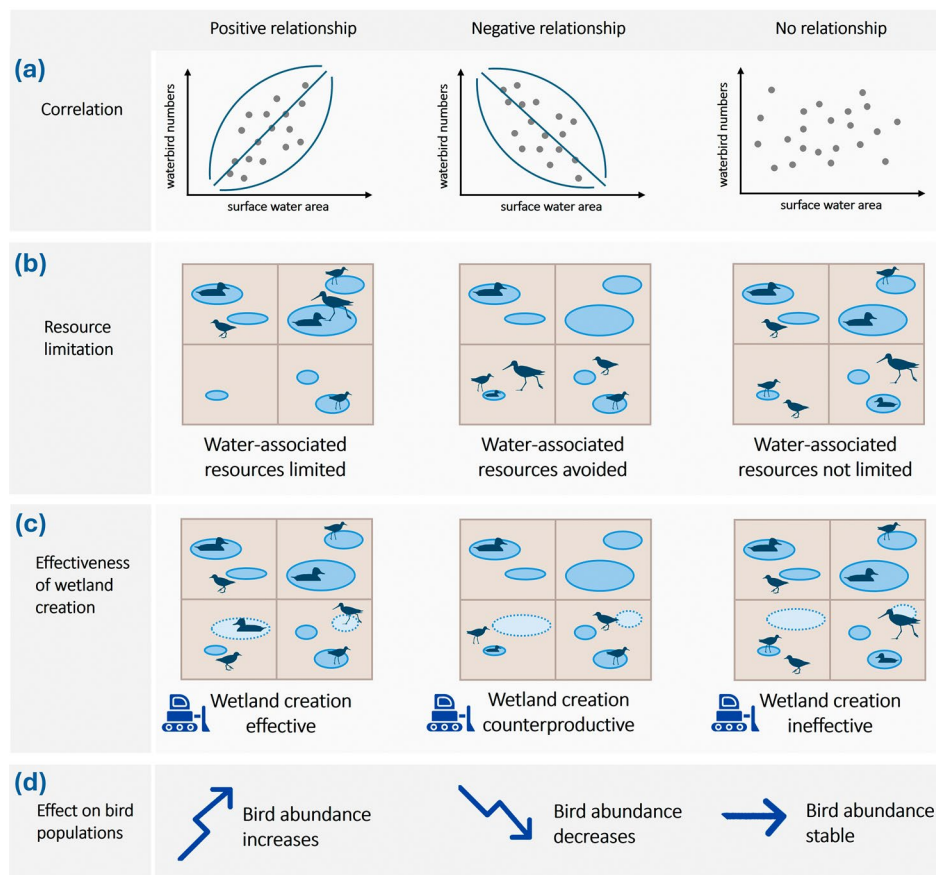 Positive relationship
Negative relationship
No relationship
(a)
Correlation
waterbird numbers
surface water area
waterbird numbers
surface water area
waterbird numbers
surface water area
(b)
Resource
limitation
Water-associated
resources limited
Water-associated
resources avoided
Water-associated
resources not limited
(c)
Effectiveness
of wetland
creation
Wetland creation
effective
Wetland creation
counterproductive
Wetland creation
ineffective
(d)
Effect on bird
populations
Bird abundance
increases
Bird abundance
decreases
Bird abundance
stable